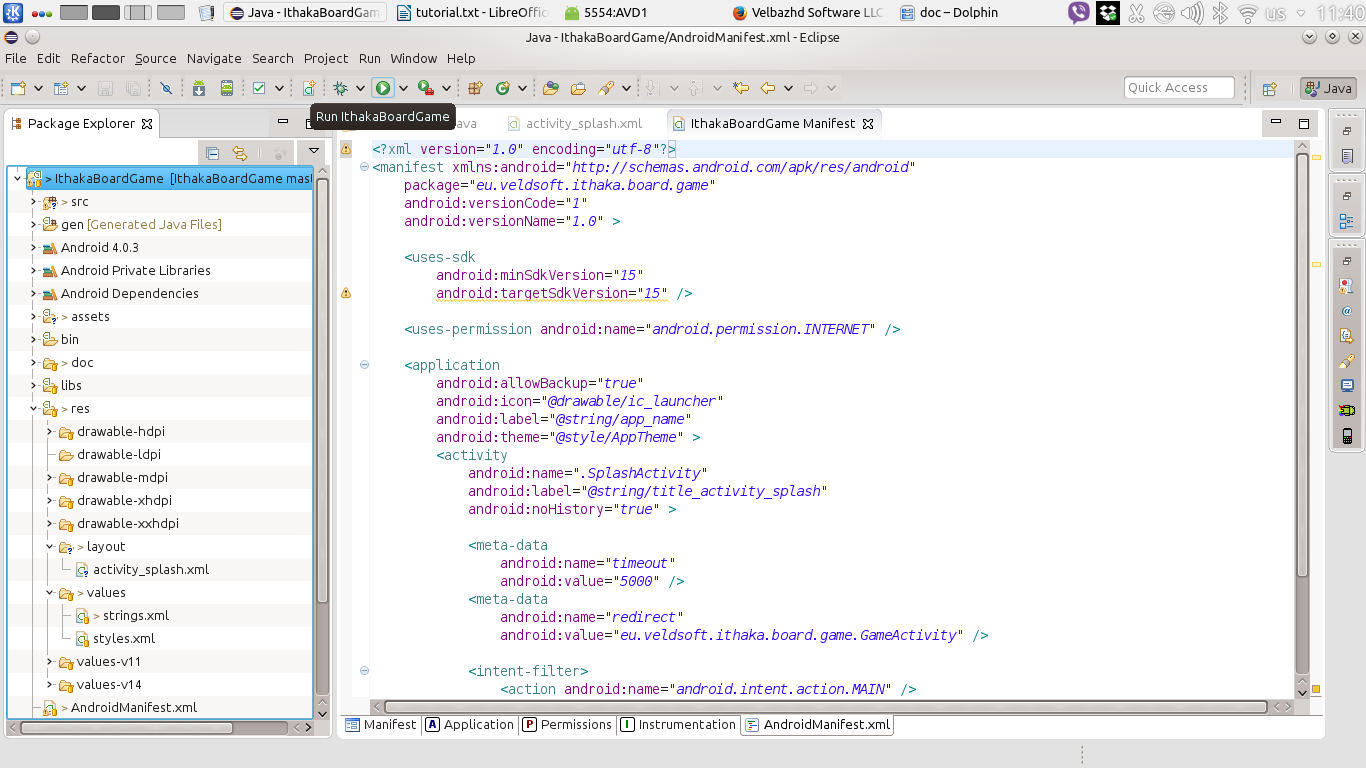 Java - IthakaBoardGam
tutorial.txt - LibreOffic
5554:AVD1
Velbazhd Software LLC
doc – Dolphin
us
11:40
Java - IthakaBoardGame/AndroidManifest.xml - Eclipse
File Edit Refactor Source Navigate Search Project Run Window Help
Quick Access
Java
Run IthakaBoardGame
Package Explorer
ava
activity_splash.xml
IthakaBoardGame Manifest
> IthakaBoardGame [IthakaBoardGame mast
> src
gen [Generated Java Files]
Android 4.0.3
Android Private Libraries
Android Dependencies
> assets
bin
> doc
libs
> res
drawable-hdpi
drawable-ldpi
drawable-mdpi
drawable-xhdpi
drawable-xxhdpi
> layout
activity_splash.xml
> values
> strings.xml
styles.xml
values-v11
values-v14
> AndroidManifest.xml
<?xml version="1.0" encoding="utf-8"?>
<manifest xmlns:android="http://schemas.android.com/apk/res/android"
package="eu.veldsoft.ithaka.board.game"
android:versionCode="1"
android:versionName="1.0" >
<uses-sdk
android:minSdkVersion="15"
android:targetSdkVersion="15" />
<uses-permission android:name="android.permission.INTERNET" />
<application
android:allowBackup="true"
android:icon="@drawable/ic_launcher"
android:label="@string/app_name"
android:theme="@style/AppTheme" >
<activity
android:name=".SplashActivity"
android:label="@string/title_activity_splash"
android:noHistory="true" >
<meta-data
android:name="timeout"
android:value="5000" />
<meta-data
android:name="redirect"
android:value="eu.veldsoft.ithaka.board.game.GameActivity" />
<intent-filter>
<action android:name="android.intent.action.MAIN" />
Manifest
A Application
P Permissions
I Instrumentation
AndroidManifest.xml